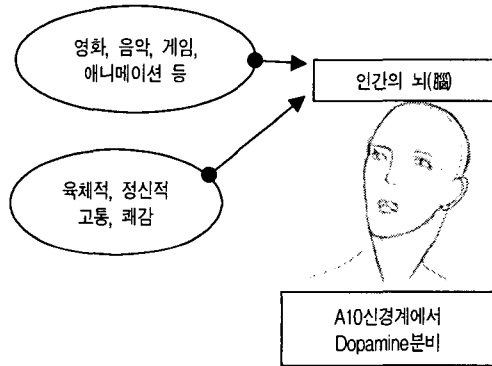 영화, 음악, 게임,
애니메이션 등
인간의 뇌(腦)
육체적, 정신적
고통, 쾌감
A10신경계에서
Dopamine분비